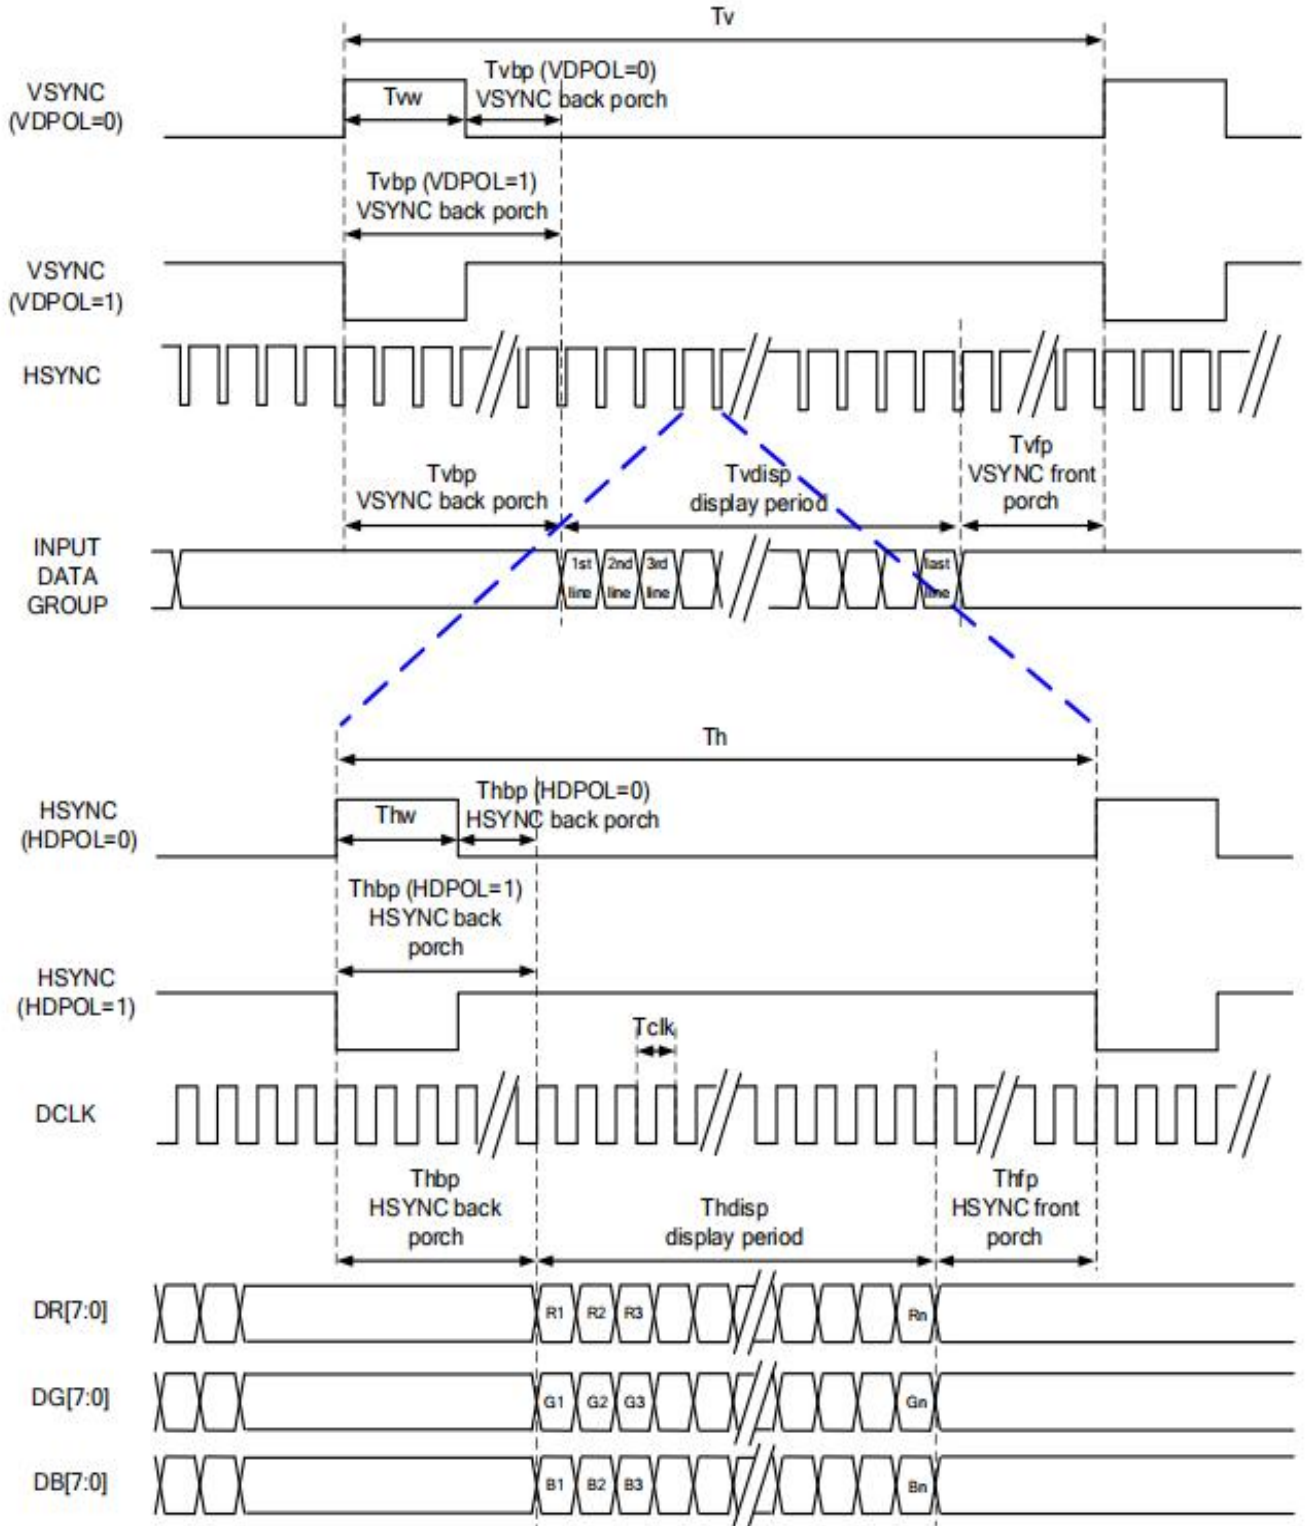 Tv
VSYNC
(VDPOL=0)
Tvw
Tvbp (VDPOL=0)
VSYNC back porch
Tvbp (VDPOL=1)
VSYNC back porch
VSYNC
(VDPOL=1)
HSYNC
Tvbp
VSYNC back porch
Tvdisp
display period
Tvfp
VSYNC front
porch
INPUT
DATA
GROUP
1st
line
2nd
line
3rd
line
last
line
Th
HSYNC
(HDPOL=0)
Thw
Thbp (HDPOL=0)
HSYNC back porch
Thbp (HDPOL=1)
HSYNC back
porch
HSYNC
(HDPOL=1)
Tclk
DCLK
Thbp
HSYNC back
porch
Thdisp
display period
Thfp
HSYNC front
porch
DR[7:0]
R1 R2 R3 Rn
DG[7:0]
G1 G2 G3 Gn
DB[7:0]
B1 B2 B3 Bn